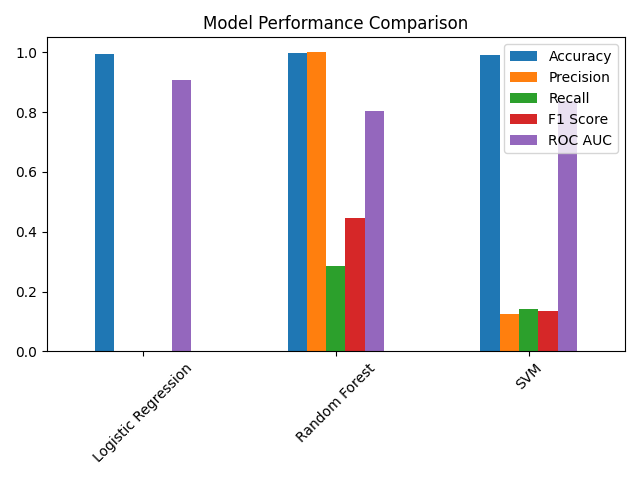 Model Performance Comparison
1.0
0.8
0.6
0.4
0.2
0.0
Accuracy
Precision
Recall
F1 Score
ROC AUC
Logistic Regression
Random Forest
SVM